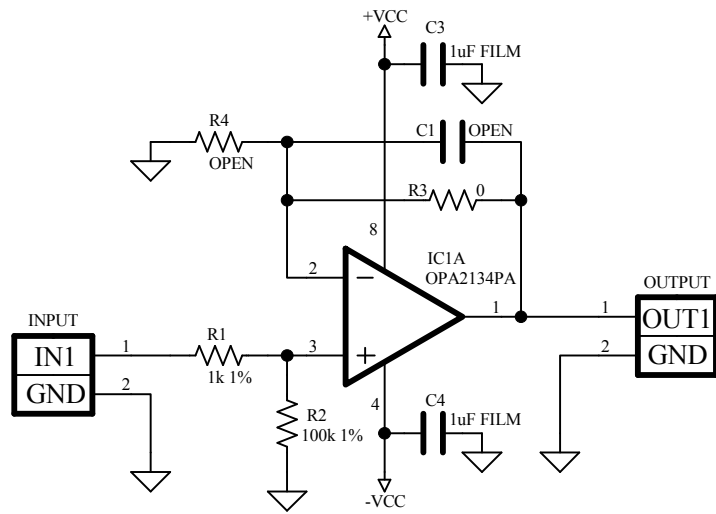 +VCC
C3
1uF FILM
R4
OPEN
C1
OPEN
R3
0
8
IC1A
OPA2134PA
2
1
3
4
INPUT
IN1
1
GND
2
R1
1k 1%
R2
100k 1%
C4
1uF FILM
-VCC
OUTPUT
1
OUT1
2
GND